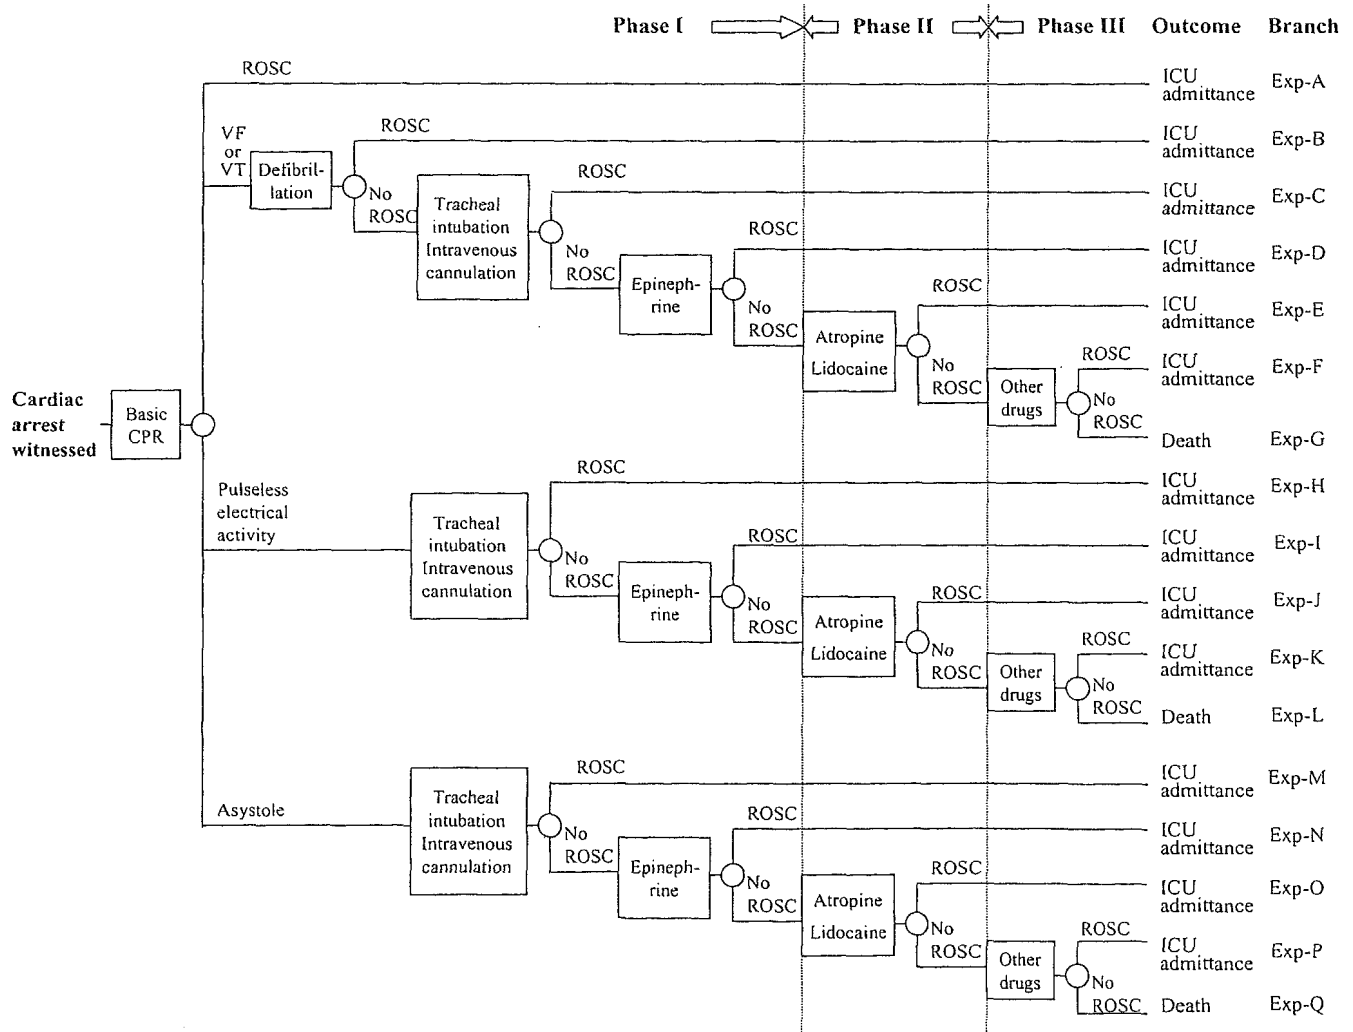 Phase I Phase II Phase III Outcome Branch
ROSC
ICU
admittance
Exp-A
VF
or
VT
Defibril-
lation
ROSC
No
ROSC
ICU
admittance
Exp-B
Tracheal
intubation
Intravenous
cannulation
ROSC
No
ROSC
ICU
admittance
Exp-C
Epineph-
rine
ROSC
No
ROSC
ICU
admittance
Exp-D
Atropine
Lidocaine
ROSC
No
ROSC
ICU
admittance
Exp-E
Other
drugs
ROSC
No
ROSC
ICU
admittance
Exp-F
Death
Exp-G
Cardiac
arrest
witnessed
Basic
CPR
Pulseless
electrical
activity
Tracheal
intubation
Intravenous
cannulation
ROSC
No
ROSC
ICU
admittance
Exp-H
Epineph-
rine
ROSC
No
ROSC
ICU
admittance
Exp-I
Atropine
Lidocaine
ROSC
No
ROSC
ICU
admittance
Exp-J
Other
drugs
ROSC
No
ROSC
ICU
admittance
Exp-K
Death
Exp-L
Asystole
Tracheal
intubation
Intravenous
cannulation
ROSC
No
ROSC
ICU
admittance
Exp-M
Epineph-
rine
ROSC
No
ROSC
ICU
admittance
Exp-N
Atropine
Lidocaine
ROSC
No
ROSC
ICU
admittance
Exp-O
Other
drugs
ROSC
No
ROSC
ICU
admittance
Exp-P
Death
Exp-Q